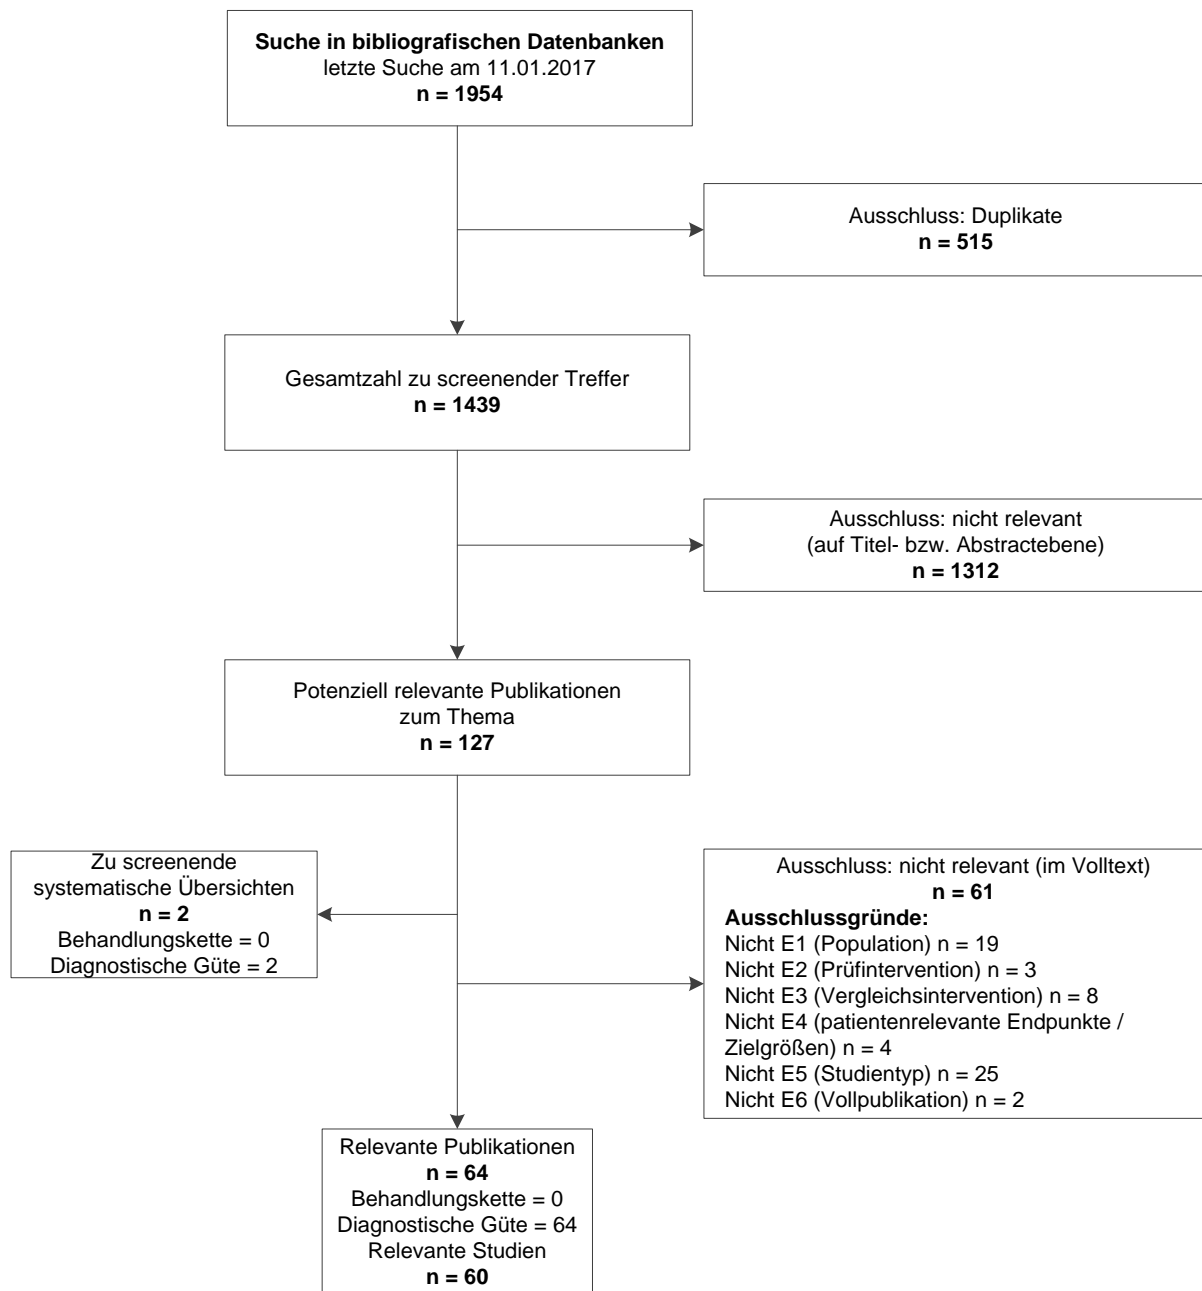 Suche in bibliografischen Datenbanken
letzte Suche am 11.01.2017
n = 1954
Ausschluss: Duplikate
n = 515
Gesamtzahl zu screenender Treffer
n = 1439
Ausschluss: nicht relevant
(auf Titel- bzw. Abstractebene)
n = 1312
Potenziell relevante Publikationen
zum Thema
n = 127
Zu screenende
systematische Übersichten
n = 2
Behandlungskette = 0
Diagnostische Güte = 2
Ausschluss: nicht relevant (im Volltext)
n = 61
Ausschlussgründe:
Nicht E1 (Population) n = 19
Nicht E2 (Prüfintervention) n = 3
Nicht E3 (Vergleichsintervention) n = 8
Nicht E4 (patientenrelevante Endpunkte /
Zielgrößen) n = 4
Nicht E5 (Studientyp) n = 25
Nicht E6 (Vollpublikation) n = 2
Relevante Publikationen
n = 64
Behandlungskette = 0
Diagnostische Güte = 64
Relevante Studien
n = 60